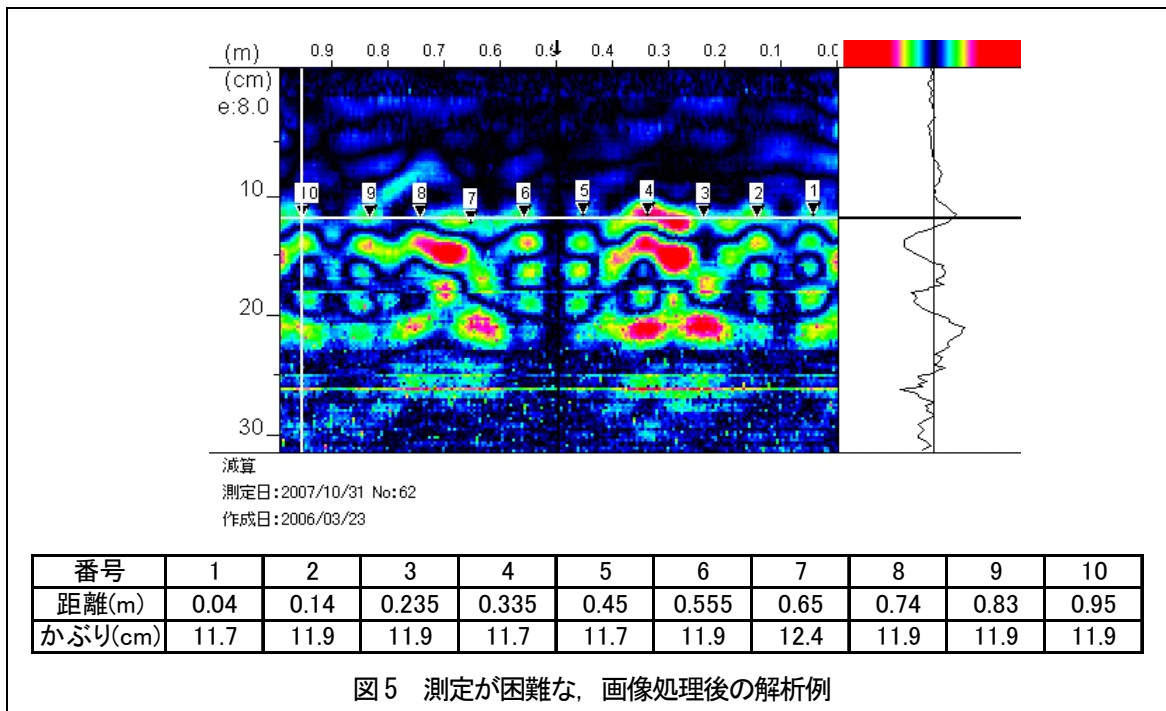 (m) 0.9 0.8 0.7 0.6 0.5 0.4 0.3 0.2 0.1 0.0
(cm)
e:8.0
10
10 9 8 7 6 5 4 3 2 1
20
30
減算
測定日:2007/10/31 No:62
作成日:2006/03/23
番号 1 2 3 4 5 6 7 8 9 10
距離(m) 0.04 0.14 0.235 0.335 0.45 0.555 0.65 0.74 0.83 0.95
かぶり(cm) 11.7 11.9 11.9 11.7 11.7 11.9 12.4 11.9 11.9 11.9
図5 測定が困難な,画像処理後の解析例